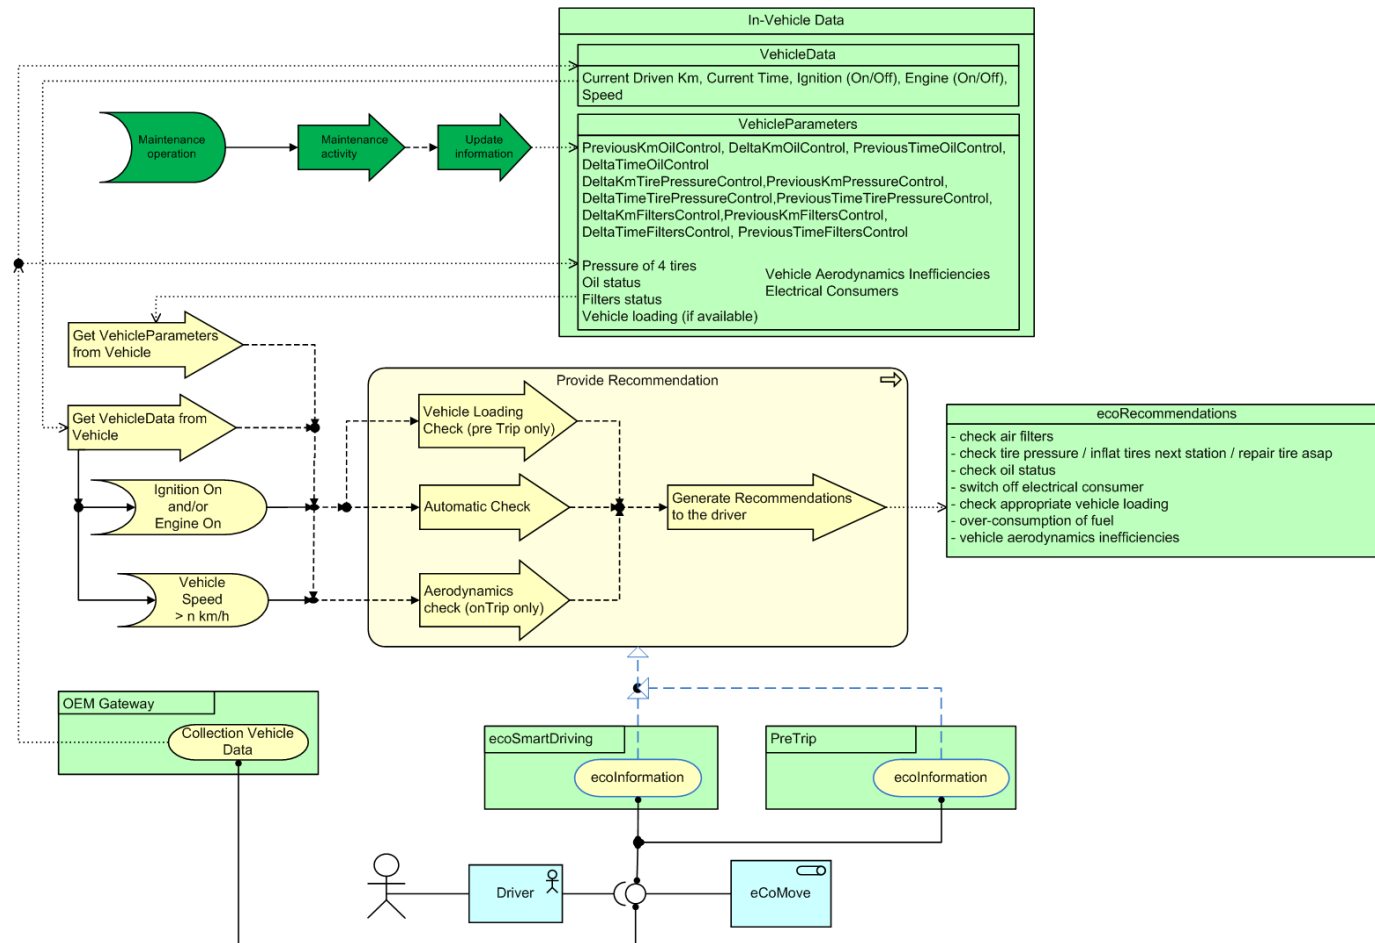 In-Vehicle Data
VehicleData
Current Driven Km, Current Time, Ignition (On/Off), Engine (On/Off),
Speed
Maintenance
operation
Maintenance
activity
Update
information
VehicleParameters
PreviousKmOilControl, DeltaKmOilControl, PreviousTimeOilControl,
DeltaTimeOilControl
DeltaKmTirePressureControl,PreviousKmPressureControl,
DeltaTimeTirePressureControl,PreviousTimeTirePressureControl,
DeltaKmFiltersControl,PreviousKmFiltersControl,
DeltaTimeFiltersControl, PreviousTimeFiltersControl
Pressure of 4 tires
Oil status
Filters status
Vehicle loading (if available)
Vehicle Aerodynamics Inefficiencies
Electrical Consumers
Get VehicleParameters
from Vehicle
Get VehicleData from
Vehicle
Ignition On
and/or
Engine On
Vehicle
Speed
> n km/h
Provide Recommendation
Vehicle Loading
Check (pre Trip only)
Automatic Check
Aerodynamics
check (onTrip only)
Generate Recommendations
to the driver
ecoRecommendations
- check air filters
- check tire pressure / inflat tires next station / repair tire asap
- check oil status
- switch off electrical consumer
- check appropriate vehicle loading
- over-consumption of fuel
- vehicle aerodynamics inefficiencies
OEM Gateway
Collection Vehicle
Data
ecoSmartDriving
ecoInformation
PreTrip
ecoInformation
Driver
eCoMove